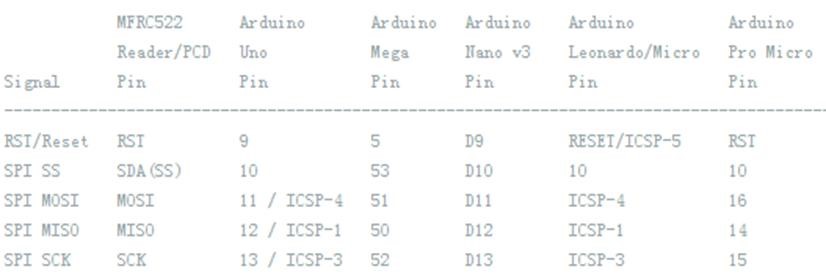 MFRC522 Arduino Arduino Arduino Arduino Arduino
Reader/PCD Uno Mega Nano v3 Leonardo/Micro Pro Micro
Signal Pin Pin Pin Pin Pin Pin
RST/Reset RST 9 5 D9 RESET/ICSP-5 RST
SPI SS SDA(SS) 10 53 D10 10 10
SPI MOSI MOSI 11 / ICSP-4 51 D11 ICSP-4 16
SPI MISO MISO 12 / ICSP-1 50 D12 ICSP-1 14
SPI SCK SCK 13 / ICSP-3 52 D13 ICSP-3 15